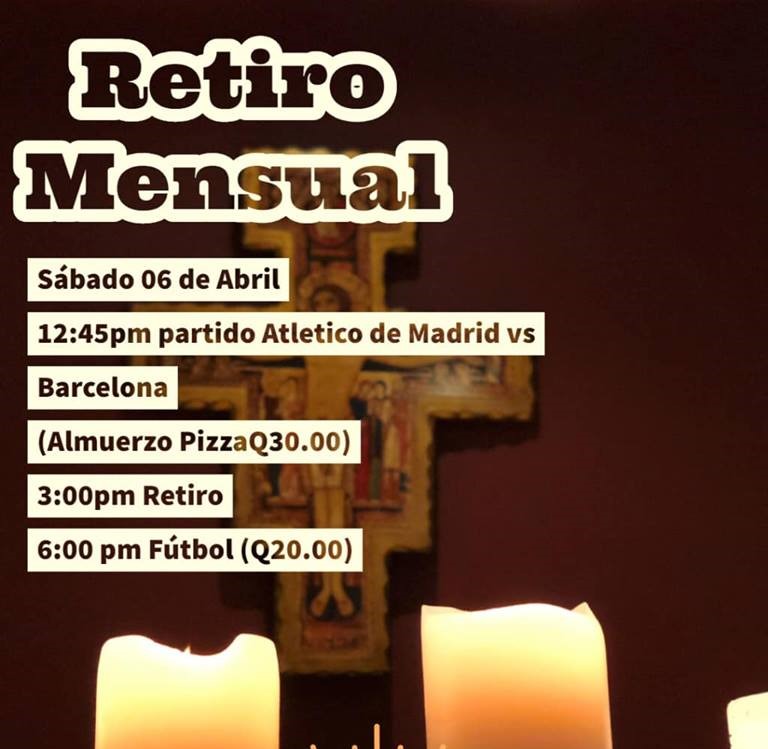 Retiro
Mensual
Sábado 06 de Abril
12:45pm partido Atletico de Madrid vs
Barcelona
(Almuerzo PizzaQ30.00)
3:00pm Retiro
6:00 pm Fútbol (Q20.00)